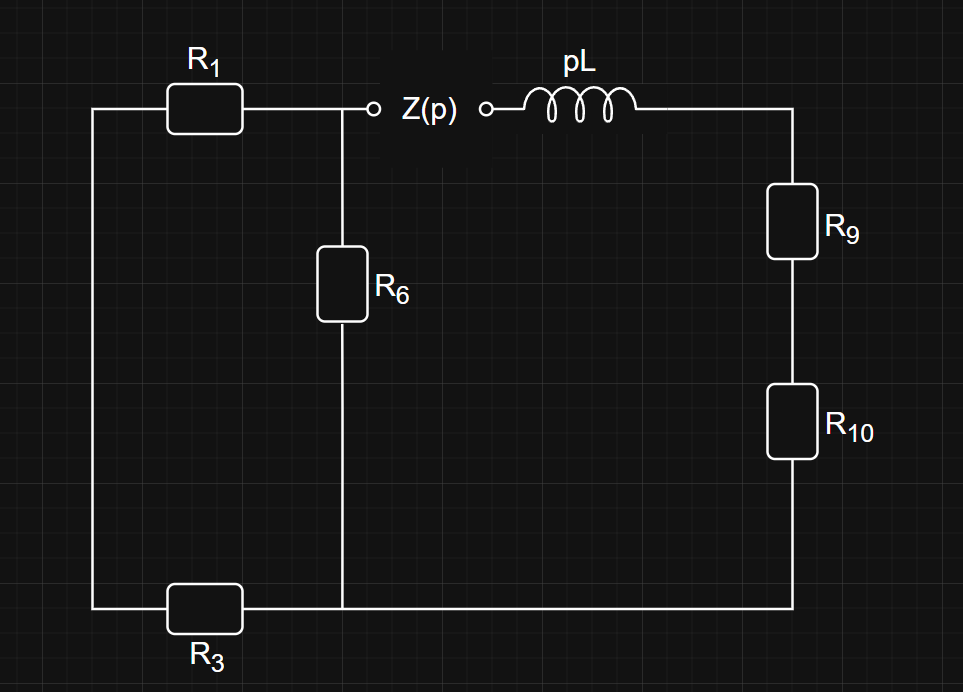 R₁
pL
Z(p)
R₉
R₆
R₁₀
R₃